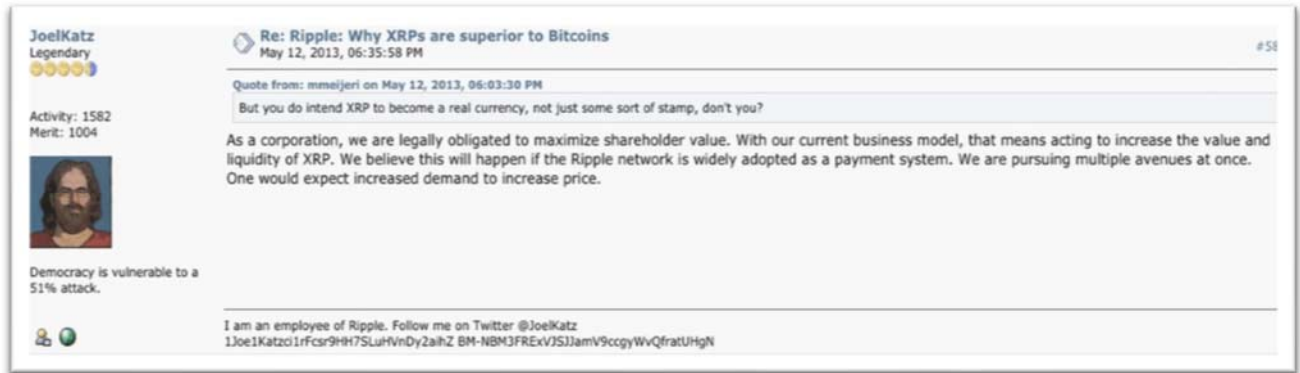 JoelKatz
Legendary
Activity: 1582
Merit: 1004
Democracy is vulnerable to a
51% attack.
Re: Ripple: Why XRPs are superior to Bitcoins
May 12, 2013, 06:35:58 PM
#58
Quote from: mmeijeri on May 12, 2013, 06:03:30 PM
But you do intend XRP to become a real currency, not just some sort of stamp, don't you?
As a corporation, we are legally obligated to maximize shareholder value. With our current business model, that means acting to increase the value and
liquidity of XRP. We believe this will happen if the Ripple network is widely adopted as a payment system. We are pursuing multiple avenues at once.
One would expect increased demand to increase price.
I am an employee of Ripple. Follow me on Twitter @JoelKatz